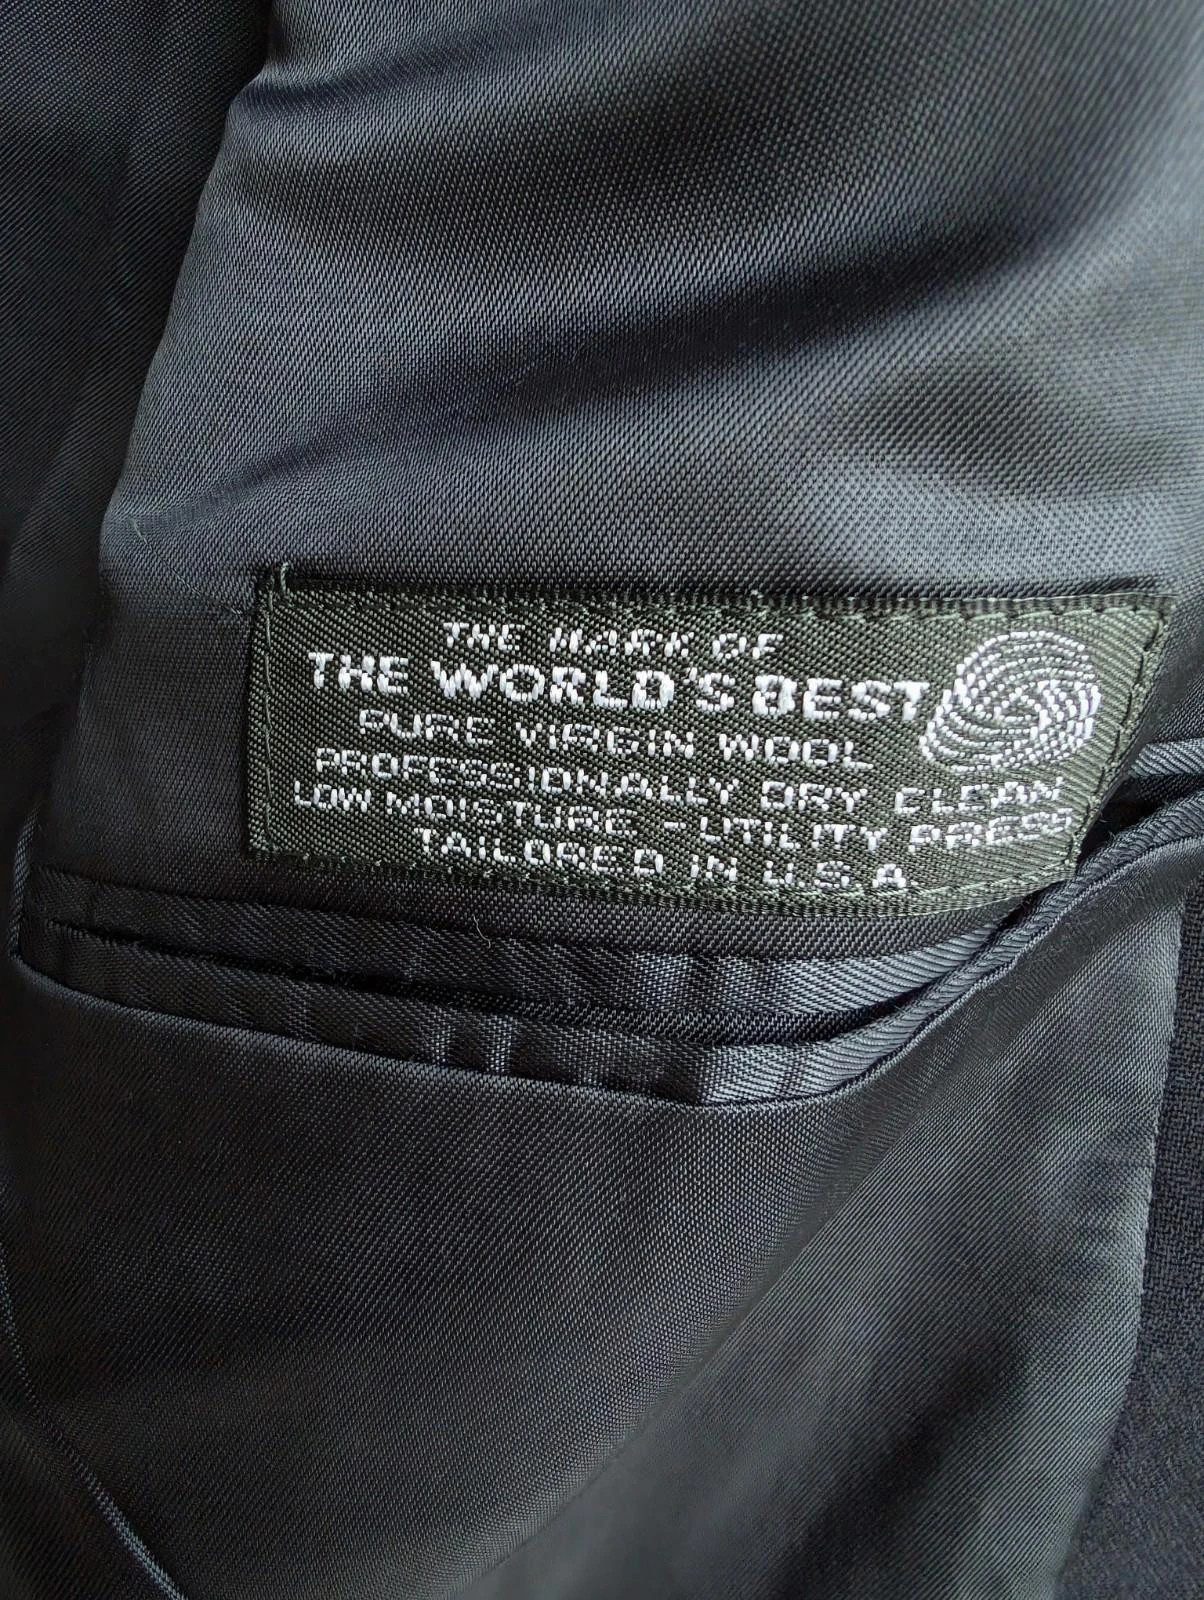 THE MARK OF
THE WORLD'S BEST
PURE VIRGIN WOOL
PROFESSIONALLY DRY CLEAN
LOW MOISTURE - UTILITY PRESS
TAILORED IN U.S.A.